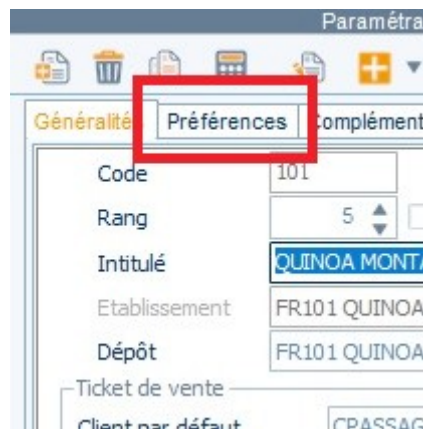 Paramétra
Généralités Préférences Complément
Code 101
Rang 5
Intitulé QUINOA MONTA
Etablissement FR101 QUINOA
Dépôt FR101 QUINOA
Ticket de vente
Client par défaut CPASSAG